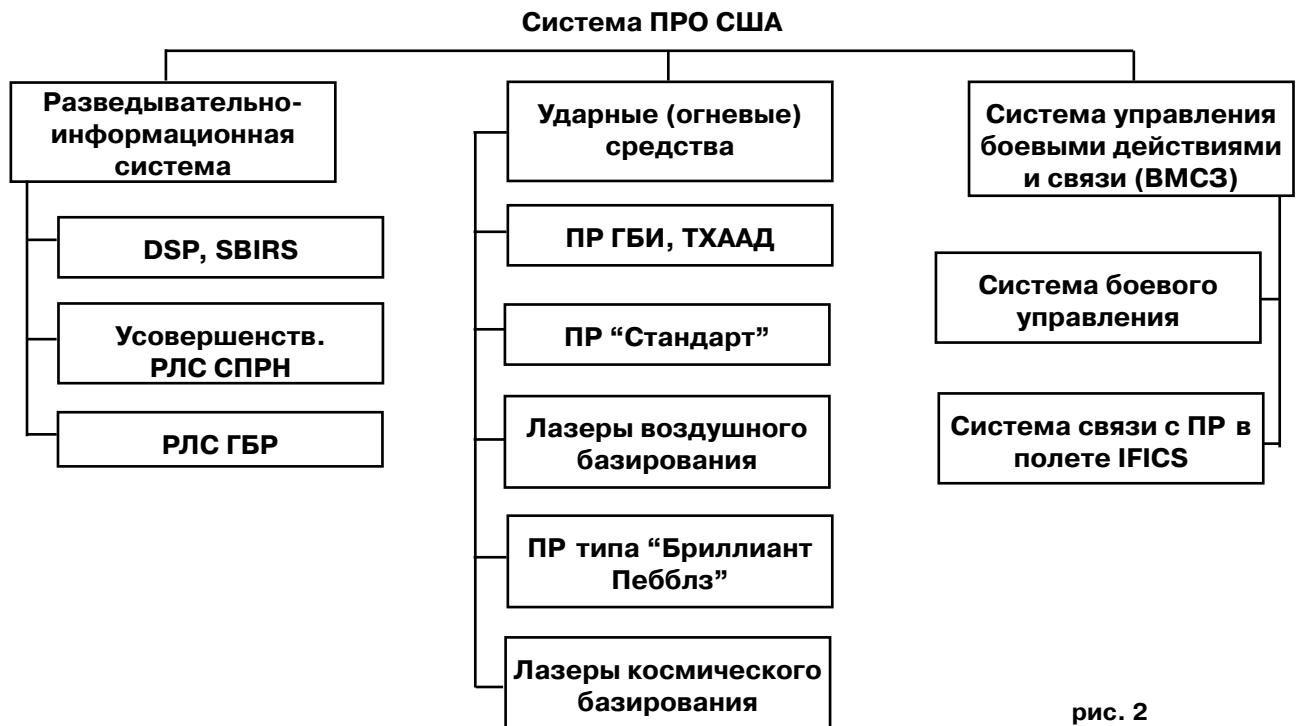 Система ПРО США
Разведывательно-
информационная
система
DSP, SBIRS
Усовершенств.
РЛС СПРН
РЛС ГБР
Ударные (огневые)
средства
ПР ГБИ, ТХААД
ПР “Стандарт”
Лазеры воздушного
базирования
ПР типа “Бриллиант
Пебблз”
Лазеры космического
базирования
Система управления
боевыми действиями
и связи (ВМСЗ)
Система боевого
управления
Система связи с ПР в
полете IFICS
рис. 2